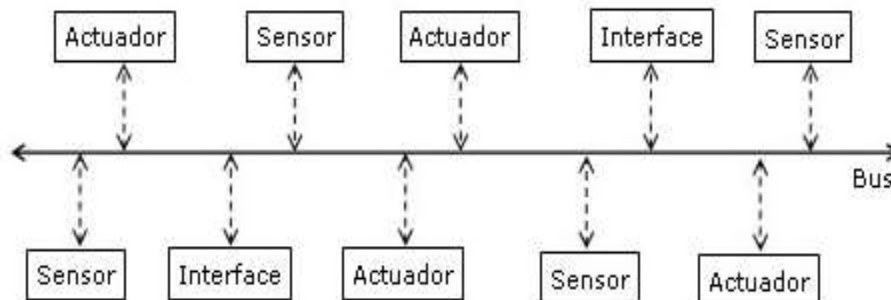 Actuador
Sensor
Actuador
Interface
Sensor
Bus
Sensor
Interface
Actuador
Sensor
Actuador